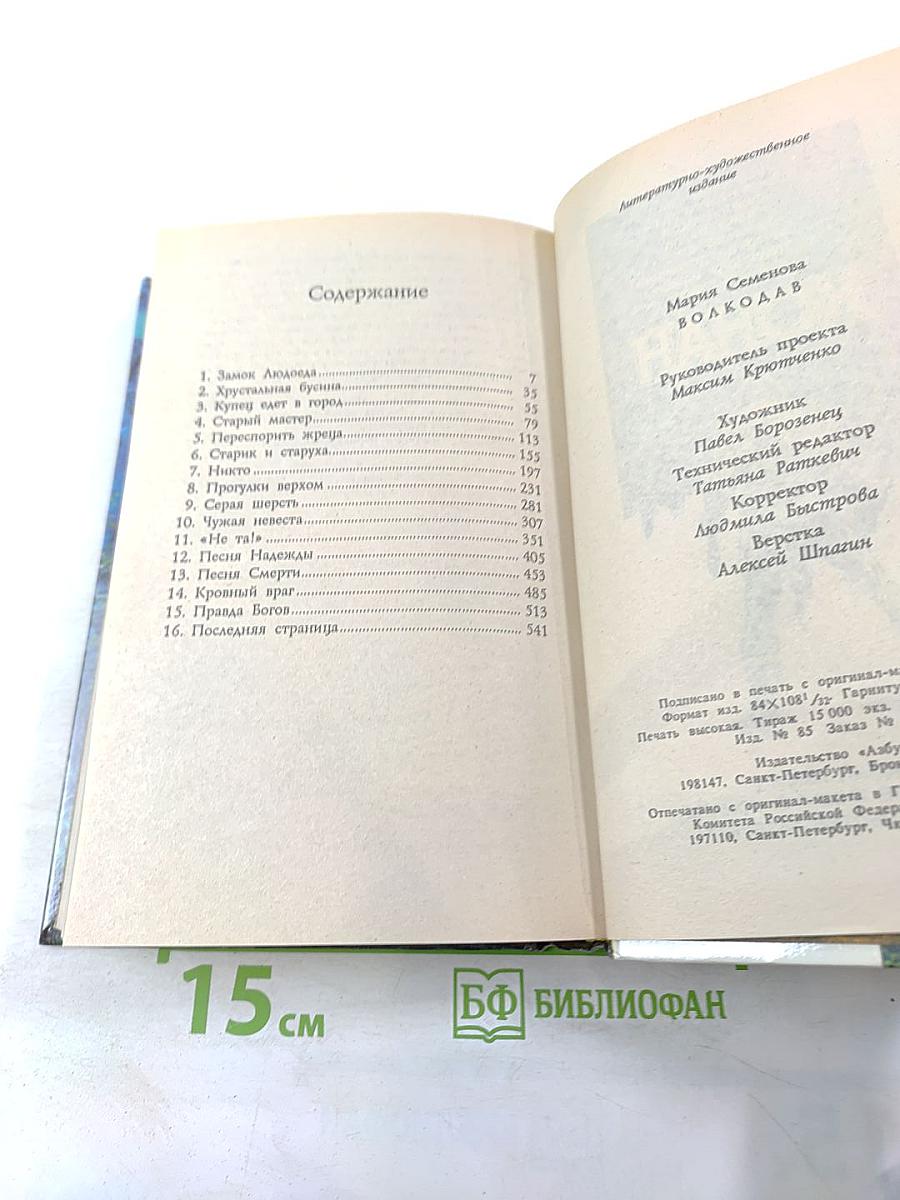 Содержание
1. Замок Людоеда 7
2. Хрустальная бусина 35
3. Купец едет в город 55
4. Старый мастер 79
5. Переспорить жреца 113
6. Старик и старуха 155
7. Никто 197
8. Прогулки верхом 231
9. Серая шерсть 281
10. Чужая невеста 307
11. «Не та!» 351
12. Песня Надежды 405
13. Песня Смерти 453
14. Кровный враг 485
15. Правда Богов 513
16. Последняя страница 541
Литературно-художественное
издание
Мария Семенова
ВОЛКОДАВ
Руководитель проекта
Максим Крютченко
Художник
Павел Борозенец
Технический редактор
Татьяна Раткевич
Корректор
Людмила Быстрова
Верстка
Алексей Шпагин
Подписано в печать с оригинал-м
Формат изд. 84×108¹/₃₂. Гарниту
Печать высокая. Тираж 15 000 экз.
Изд. № 85 Заказ №
Издательство «Азбу
198147, Санкт-Петербург, Брон
Отпечатано с оригинал-макета в Г
Комитета Российской Федера
197110, Санкт-Петербург, Чк
15 см
БФ БИБЛИОФАН